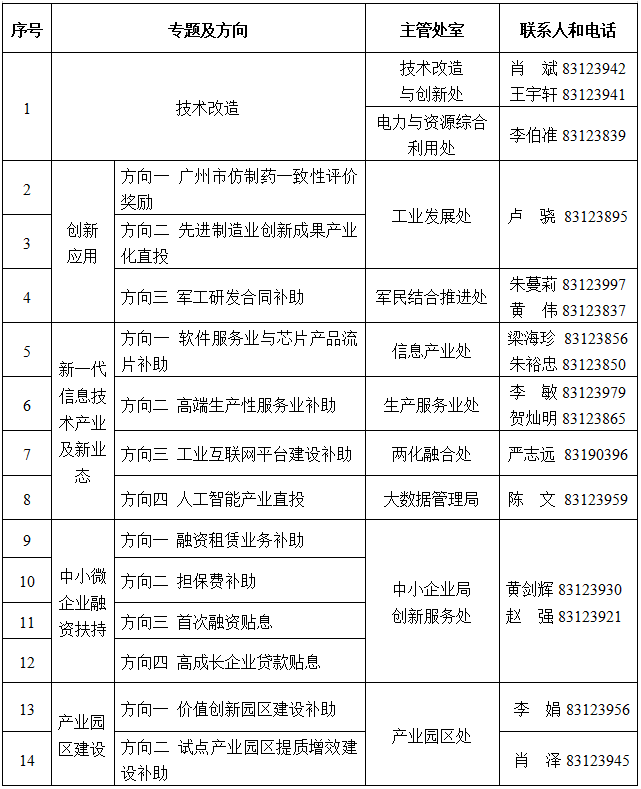 序号 专题及方向 主管处室 联系人和电话
1 技术改造
技术改造
与创新处
肖 斌 83123942
王宇轩 83123941
电力与资源综合
利用处
李伯准 83123839
创新
应用
2 方向一 广州市仿制药一致性评价
奖励
3 方向二 先进制造业创新成果产业
化直投
工业发展处
卢 骁 83123895
4 方向三 军工研发合同补助 军民结合推进处
朱蔓莉 83123997
黄 伟 83123837
新一代
信息技
术产业
及新业
态
5 方向一 软件服务业与芯片产品流
片补助
信息产业处
梁海珍 83123856
朱裕忠 83123850
6 方向二 高端生产性服务业补助 生产服务业处
李 敏 83123979
贺灿明 83123865
7 方向三 工业互联网平台建设补助 两化融合处 严志远 83190396
8 方向四 人工智能产业直投 大数据管理局 陈 文 83123959
中小微
企业融
资扶持
9 方向一 融资租赁业务补助
10 方向二 担保费补助
11 方向三 首次融资贴息
12 方向四 高成长企业贷款贴息
中小企业局
创新服务处
黄剑辉 83123930
赵 强 83123921
产业园
区建设
13 方向一 价值创新园区建设补助
14 方向二 试点产业园区提质增效建
设补助
产业园区处
李 娟 83123956
肖 泽 83123945